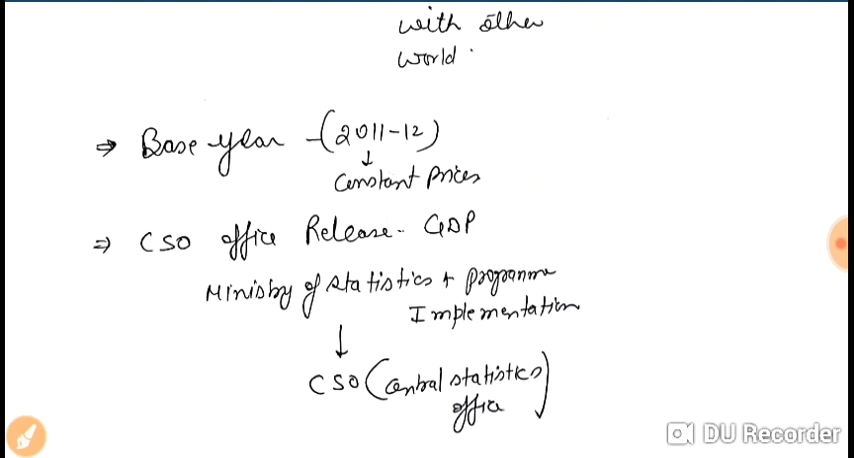 with other
world.
⇒ Base year - (2011-12)
↓
Constant Prices
⇒ CSO office Release - GDP
Ministry of statistics + programme
Implementation
↓
CSO (Central statistics
office)
DU Recorder